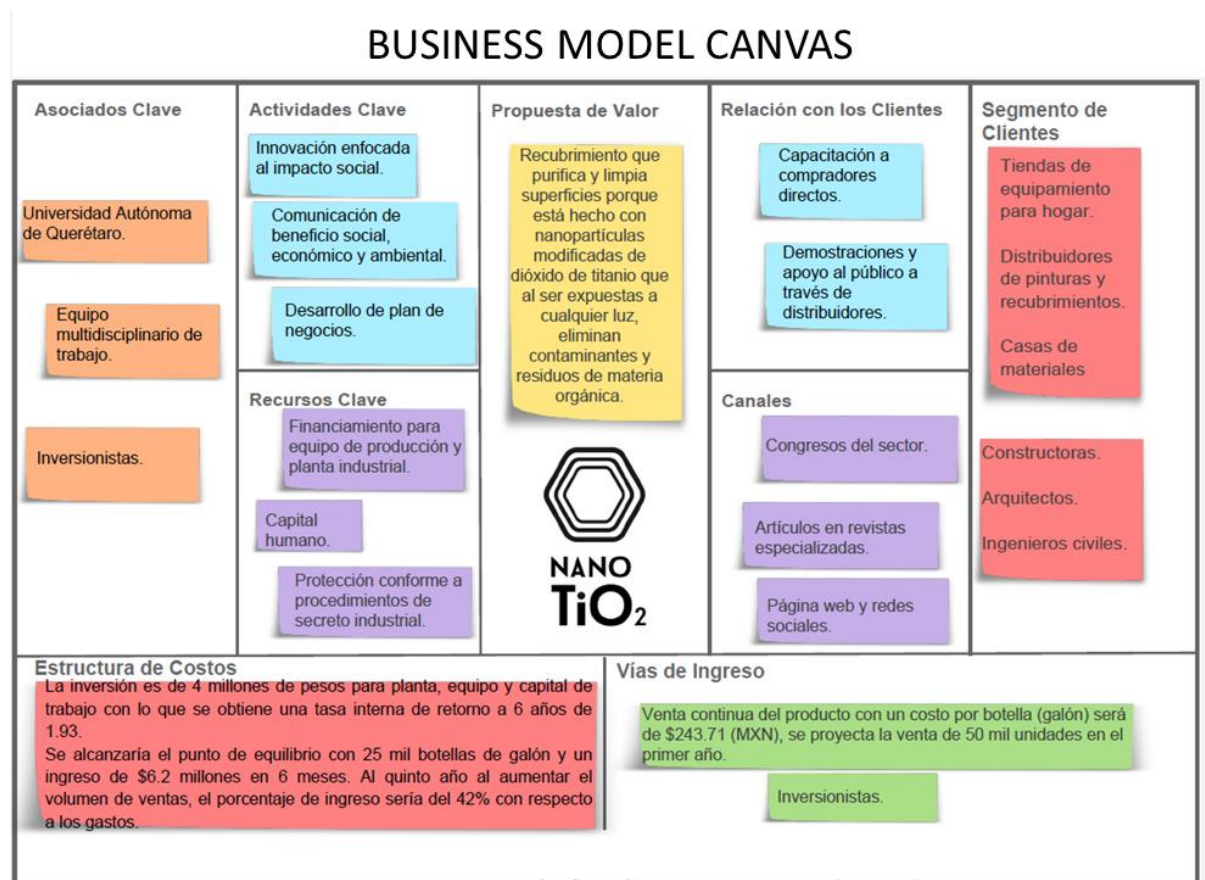 BUSINESS MODEL CANVAS
Asociados Clave
Universidad Autónoma
de Querétaro.
Equipo
multidisciplinario de
trabajo.
Inversionistas.
Actividades Clave
Innovación enfocada
al impacto social.
Comunicación de
beneficio social,
económico y ambiental.
Desarrollo de plan de
negocios.
Recursos Clave
Financiamiento para
equipo de producción y
planta industrial.
Capital
humano.
Protección conforme a
procedimientos de
secreto industrial.
Propuesta de Valor
Recubrimiento que
purifica y limpia
superficies porque
está hecho con
nanopartículas
modificadas de
dióxido de titanio que
al ser expuestas a
cualquier luz,
eliminan
contaminantes y
residuos de materia
orgánica.
NANO
TiO2
Relación con los Clientes
Capacitación a
compradores
directos.
Demostraciones y
apoyo al público a
través de
distribuidores.
Canales
Congresos del sector.
Artículos en revistas
especializadas.
Página web y redes
sociales.
Segmento de
Clientes
Tiendas de
equipamiento
para hogar.
Distribuidores
de pinturas y
recubrimientos.
Casas de
materiales
Constructoras.
Arquitectos.
Ingenieros civiles.
Estructura de Costos
La inversión es de 4 millones de pesos para planta, equipo y capital de
trabajo con lo que se obtiene una tasa interna de retorno a 6 años de
1.93.
Se alcanzaría el punto de equilibrio con 25 mil botellas de galón y un
ingreso de $6.2 millones en 6 meses. Al quinto año al aumentar el
volumen de ventas, el porcentaje de ingreso sería del 42% con respecto
a los gastos.
Vías de Ingreso
Venta continua del producto con un costo por botella (galón) será
de $243.71 (MXN), se proyecta la venta de 50 mil unidades en el
primer año.
Inversionistas.